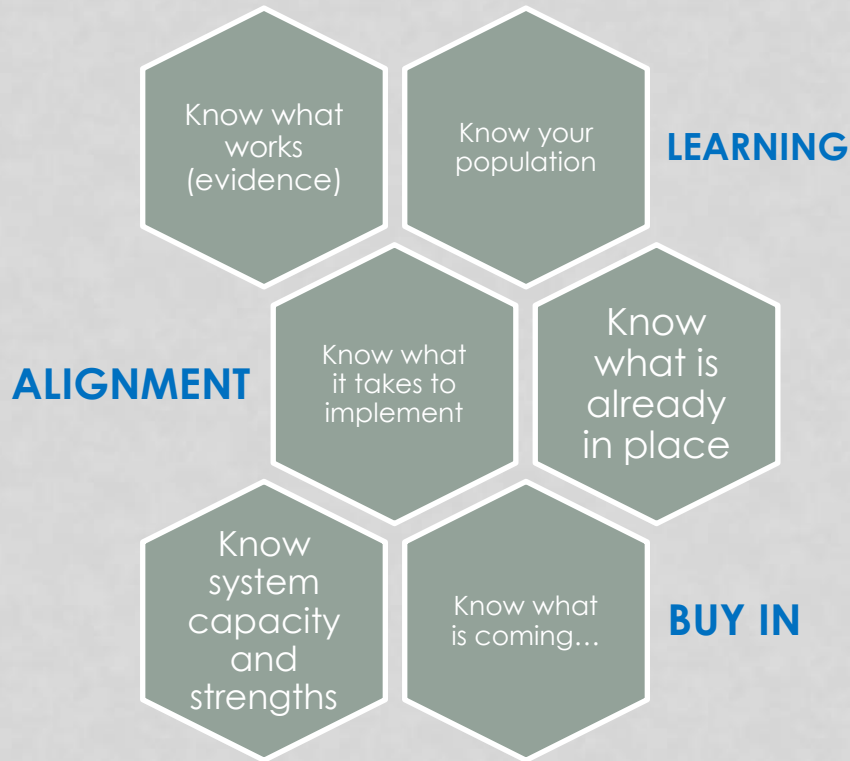 Know what
works
(evidence)
Know your
population
LEARNING
ALIGNMENT
Know what
it takes to
implement
Know
what is
already
in place
Know
system
capacity
and
strengths
Know what
is coming…
BUY IN